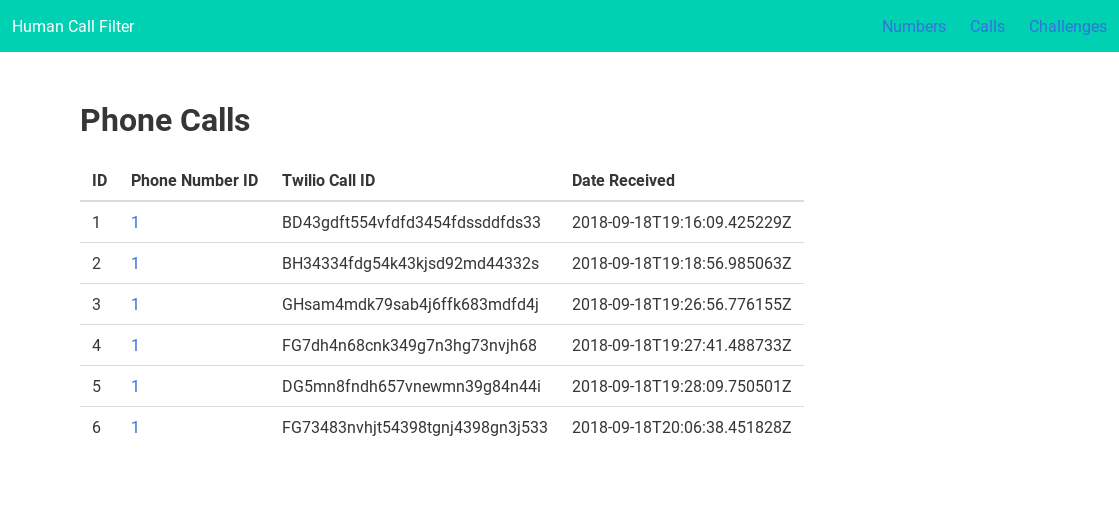 Human Call Filter Numbers Calls Challenges
Phone Calls
ID Phone Number ID Twilio Call ID Date Received
1 1 BD43gdft554vfdfd3454fdssddfds33 2018-09-18T19:16:09.425229Z
2 1 BH34334fdg54k43kjsd92md44332s 2018-09-18T19:18:56.985063Z
3 1 GHsam4mdk79sab4j6ffk683mdfd4j 2018-09-18T19:26:56.776155Z
4 1 FG7dh4n68cnk349g7n3hg73nvjh68 2018-09-18T19:27:41.488733Z
5 1 DG5mn8fndh657vnewmn39g84n44i 2018-09-18T19:28:09.750501Z
6 1 FG73483nvhjt54398tgnj4398gn3j533 2018-09-18T20:06:38.451828Z